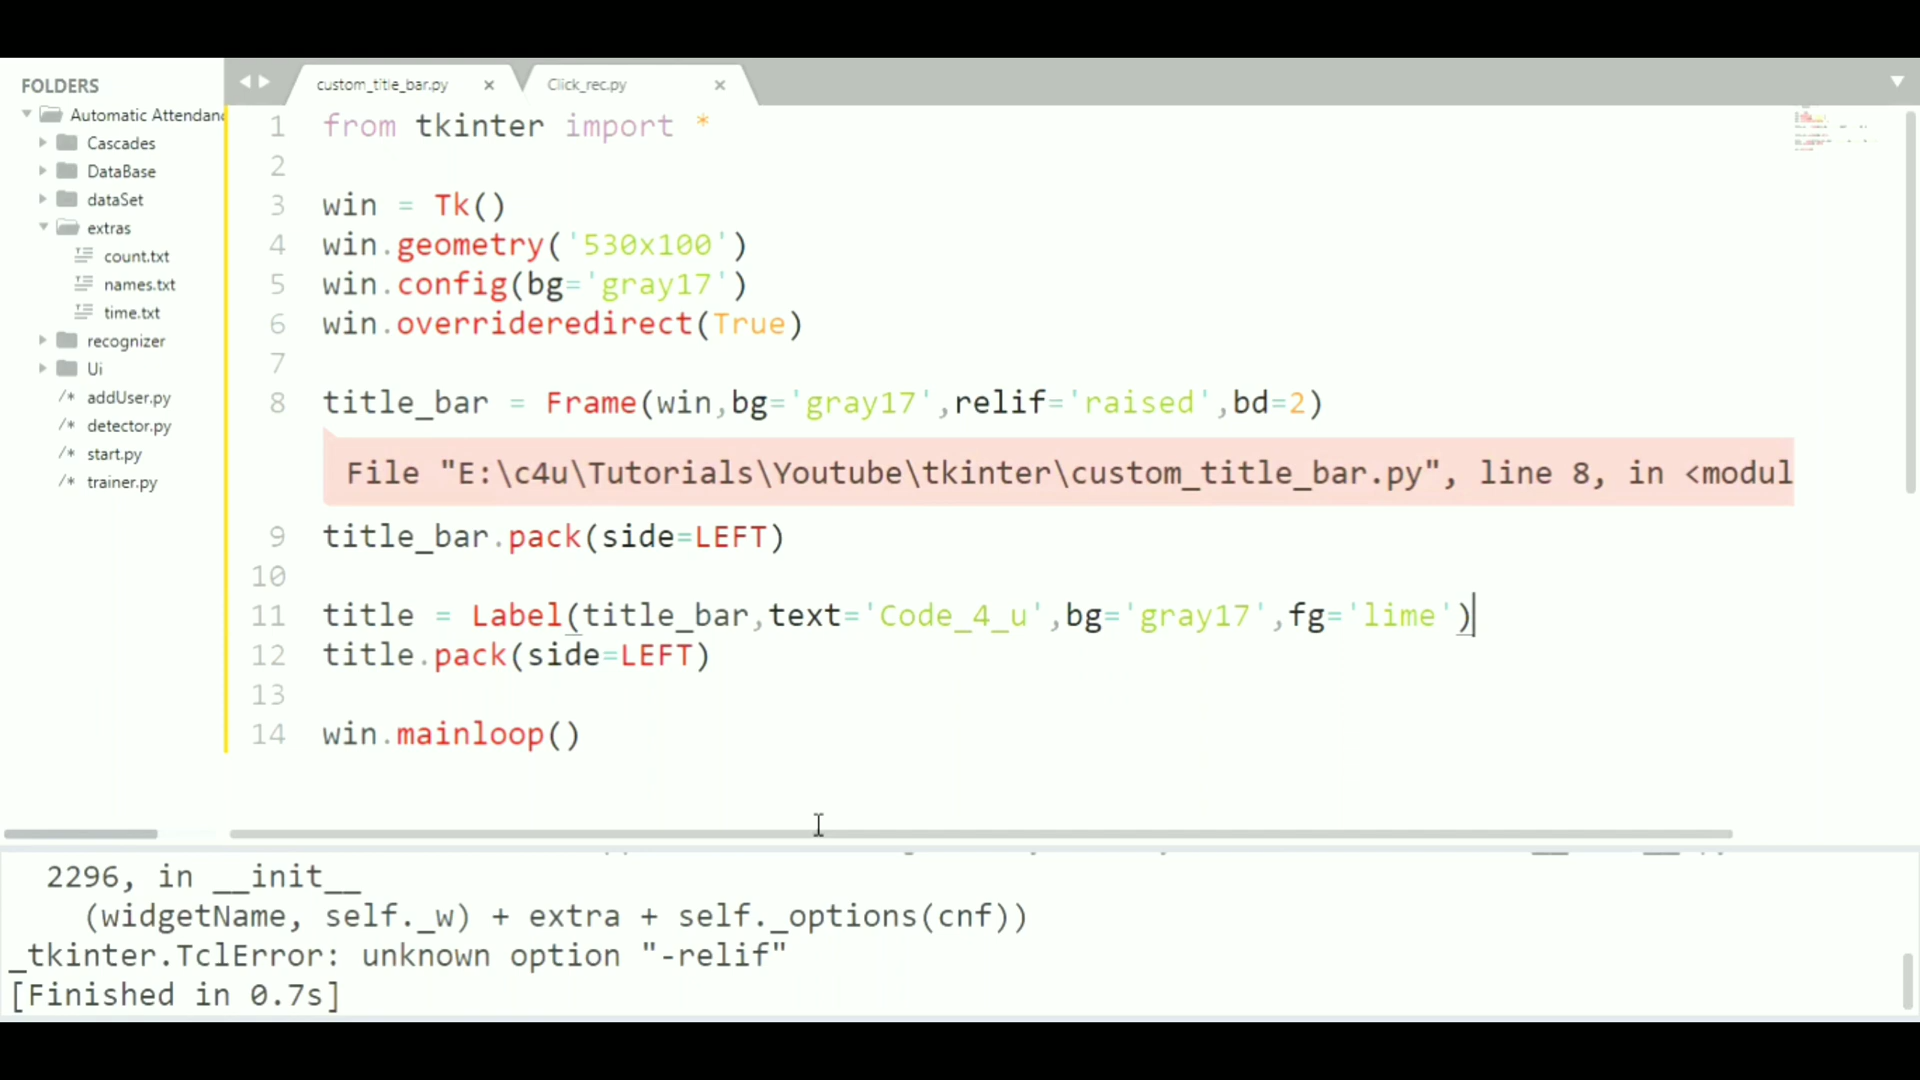 FOLDERS
Automatic Attendanc
Cascades
DataBase
dataSet
extras
count.txt
names.txt
time.txt
recognizer
Ui
/* addUser.py
/* detector.py
/* start.py
/* trainer.py
custom_title_bar.py × Click_rec.py ×
1 from tkinter import *
2
3 win = Tk()
4 win.geometry('530x100')
5 win.config(bg='gray17')
6 win.overrideredirect(True)
7
8 title_bar = Frame(win,bg='gray17',relif='raised',bd=2)
File "E:\c4u\Tutorials\Youtube\tkinter\custom_title_bar.py", line 8, in <modul
9 title_bar.pack(side=LEFT)
10
11 title = Label(title_bar,text='Code_4_u',bg='gray17',fg='lime')
12 title.pack(side=LEFT)
13
14 win.mainloop()
2296, in __init__
(widgetName, self._w) + extra + self._options(cnf))
_tkinter.TclError: unknown option "-relif"
[Finished in 0.7s]